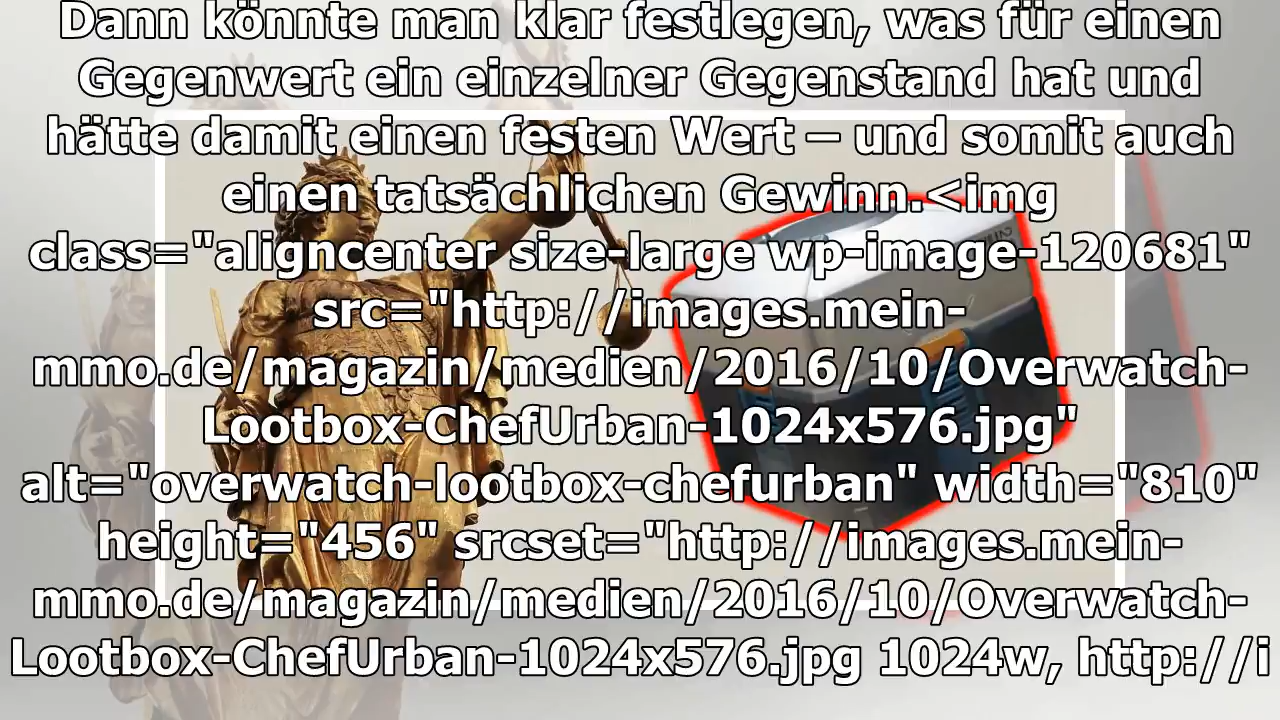 Dann könnte man klar festlegen, was für einen
Gegenwert ein einzelner Gegenstand hat und
hätte damit einen festen Wert – und somit auch
einen tatsächlichen Gewinn.<img
class="aligncenter size-large wp-image-120681"
src="http://images.mein-
mmo.de/magazin/medien/2016/10/Overwatch-
Lootbox-ChefUrban-1024x576.jpg"
alt="overwatch-lootbox-chefurban" width="810"
height="456" srcset="http://images.mein-
mmo.de/magazin/medien/2016/10/Overwatch-
Lootbox-ChefUrban-1024x576.jpg 1024w, http://i